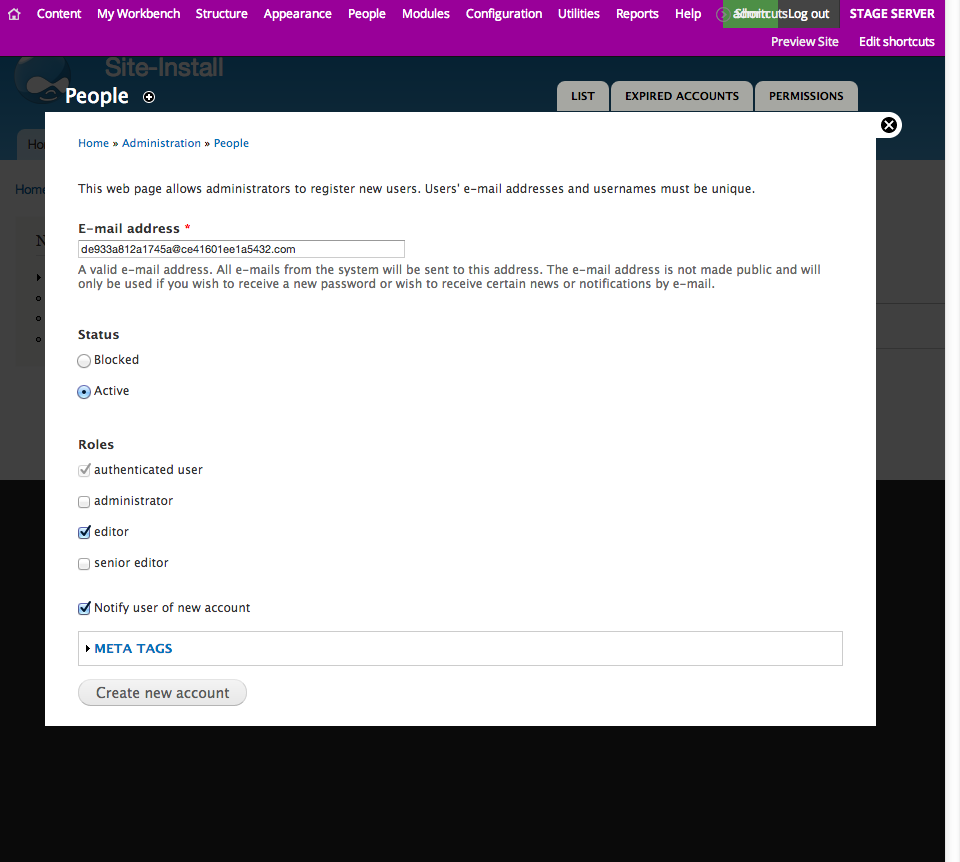 Content My Workbench Structure Appearance People Modules Configuration Utilities Reports Help Log out STAGE SERVER
Preview Site Edit shortcuts
Site-Install
People
LIST EXPIRED ACCOUNTS PERMISSIONS
Home » Administration » People
Home
This web page allows administrators to register new users. Users' e-mail addresses and usernames must be unique.
E-mail address *
de933a812a1745a@ce41601ee1a5432.com
A valid e-mail address. All e-mails from the system will be sent to this address. The e-mail address is not made public and will
only be used if you wish to receive a new password or wish to receive certain news or notifications by e-mail.
Status
Blocked
Active
Roles
authenticated user
administrator
editor
senior editor
Notify user of new account
META TAGS
Create new account